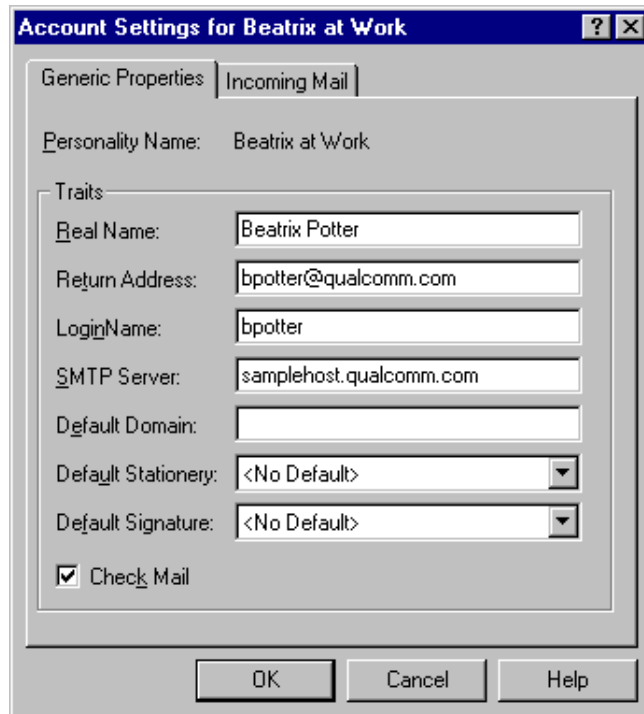 Account Settings for Beatrix at Work
Generic Properties Incoming Mail
Personality Name: Beatrix at Work
Traits
Real Name: Beatrix Potter
Return Address: bpotter@qualcomm.com
LoginName: bpotter
SMTP Server: samplehost.qualcomm.com
Default Domain:
Default Stationery: <No Default>
Default Signature: <No Default>
Check Mail
OK Cancel Help